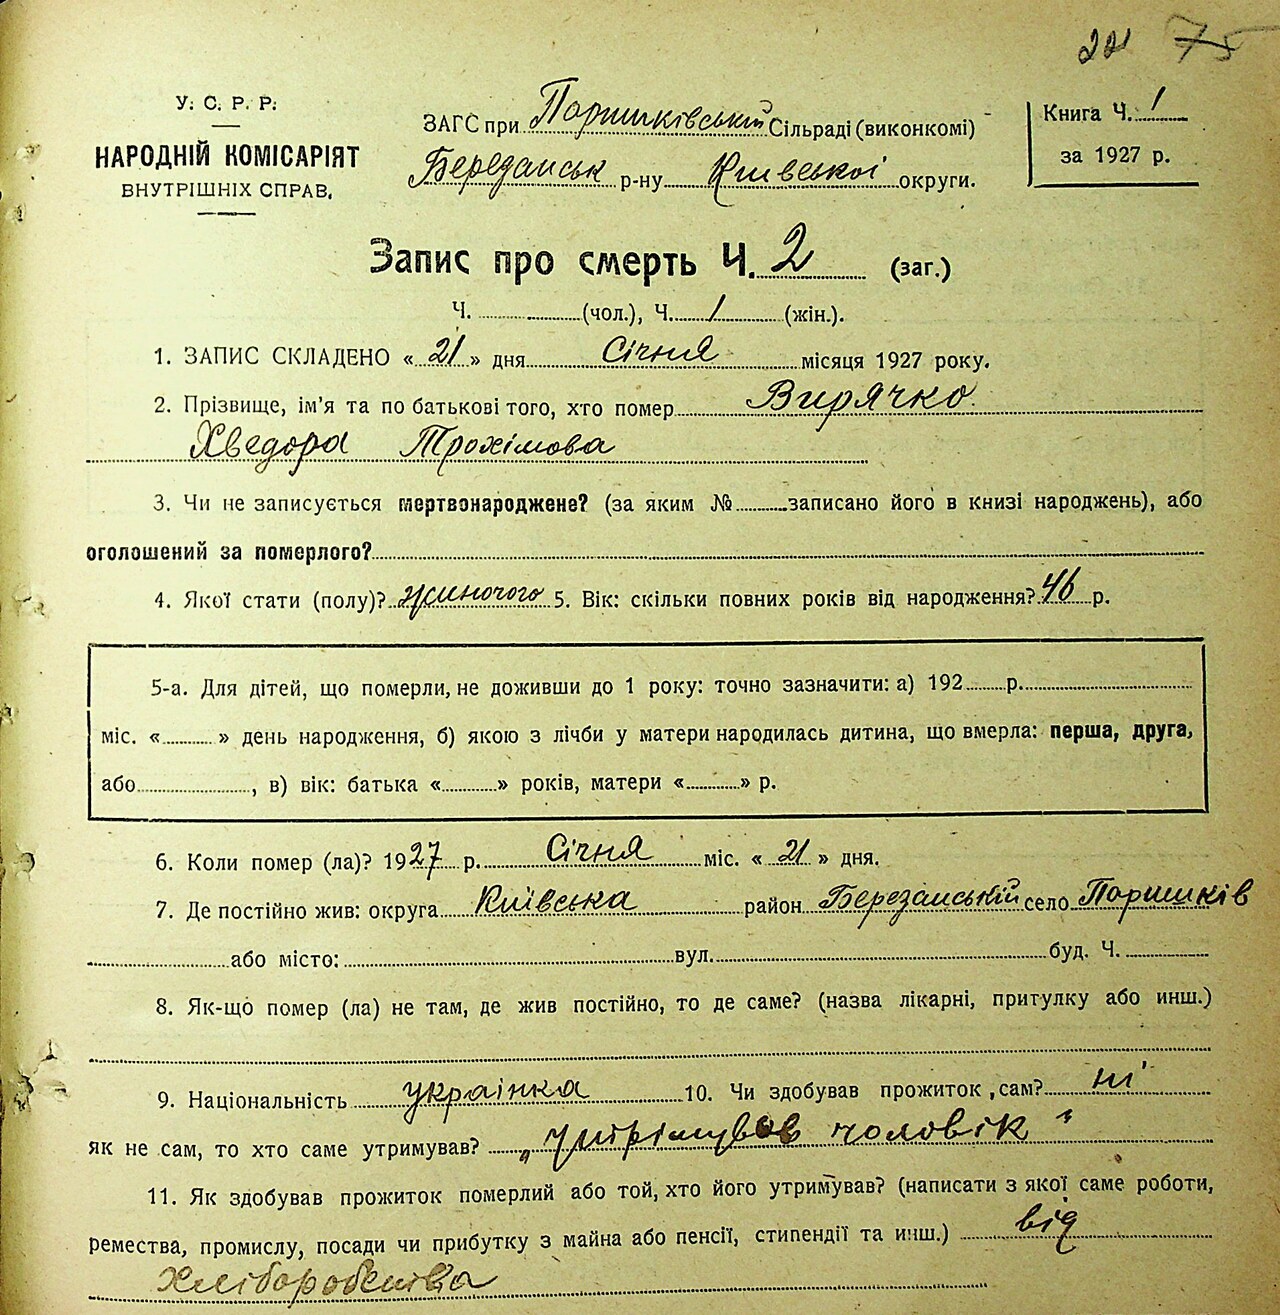 21 75
У. С. Р. Р.
НАРОДНІЙ КОМІСАРІЯТ
ВНУТРІШНІХ СПРАВ.
ЗАГС при Паришківський Сільраді (виконкомі)
Березанськ р-ну Київської округи.
Книга Ч. 1
за 1927 р.
Запис про смерть Ч. 2 (заг.)
Ч. (чол.), Ч. 1 (жін.).
1. ЗАПИС СКЛАДЕНО « 21 » дня Січня місяця 1927 року.
2. Прізвище, ім'я та по батькові того, хто помер Вирячко
Хведора Трохімова
3. Чи не записується мертвонароджене? (за яким № записано його в книзі народжень), або
оголошений за померлого?
4. Якої стати (полу)? жиночого 5. Вік: скільки повних років від народження? 46 р.
5-а. Для дітей, що померли, не доживши до 1 року: точно зазначити: а) 192 р.
міс. « » день народження, б) якою з лічби у матери народилась дитина, що вмерла: перша, друга,
або , в) вік: батька « » років, матери « » р.
6. Коли помер (ла)? 1927 р. Січня міс. « 21 » дня.
7. Де постійно жив: округа Київська район Березанський село Паришків
або місто: вул. буд. Ч.
8. Як-що помер (ла) не там, де жив постійно, то де саме? (назва лікарні, притулку або инш.)
9. Національність українка 10. Чи здобував прожиток сам? ні
як не сам, то хто саме утримував? „утрімував чоловік"
11. Як здобував прожиток померлий або той, хто його утримував? (написати з якої саме роботи,
ремества, промислу, посади чи прибутку з майна або пенсії, стипендії та инш.) від
хліборобства